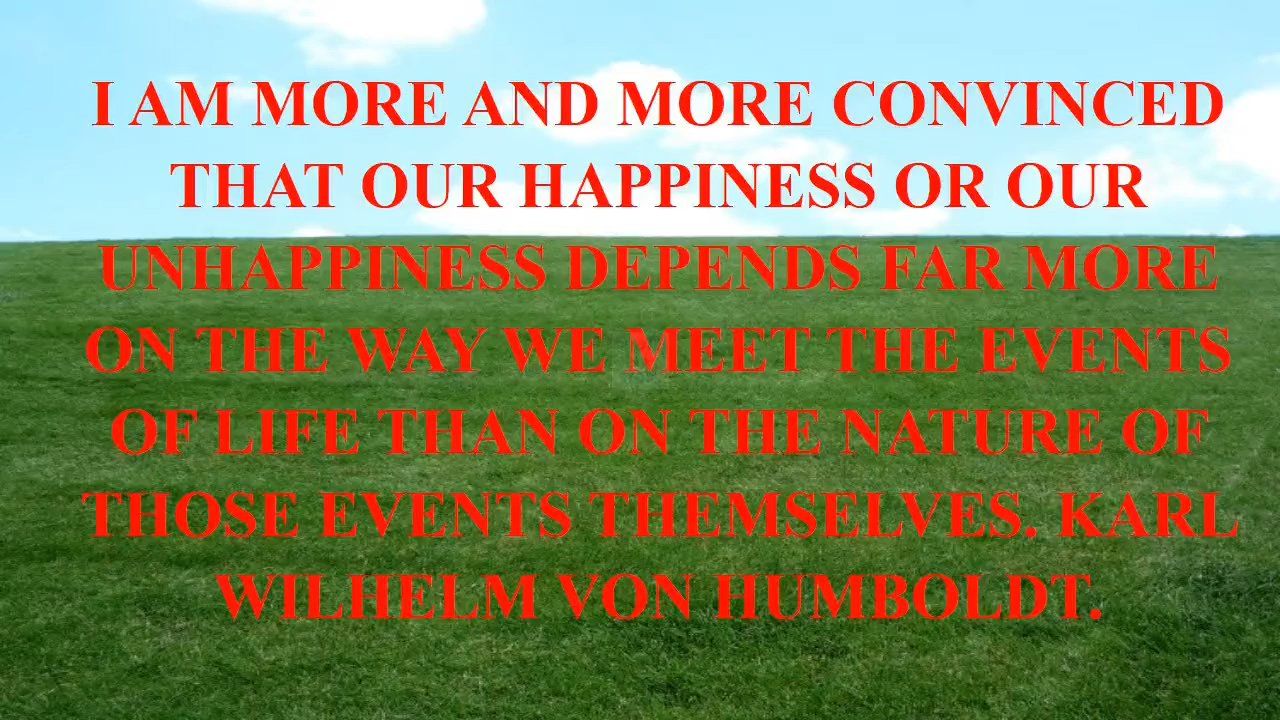 I AM MORE AND MORE CONVINCED
THAT OUR HAPPINESS OR OUR
UNHAPPINESS DEPENDS FAR MORE
ON THE WAY WE MEET THE EVENTS
OF LIFE THAN ON THE NATURE OF
THOSE EVENTS THEMSELVES. KARL
WILHELM VON HUMBOLDT.